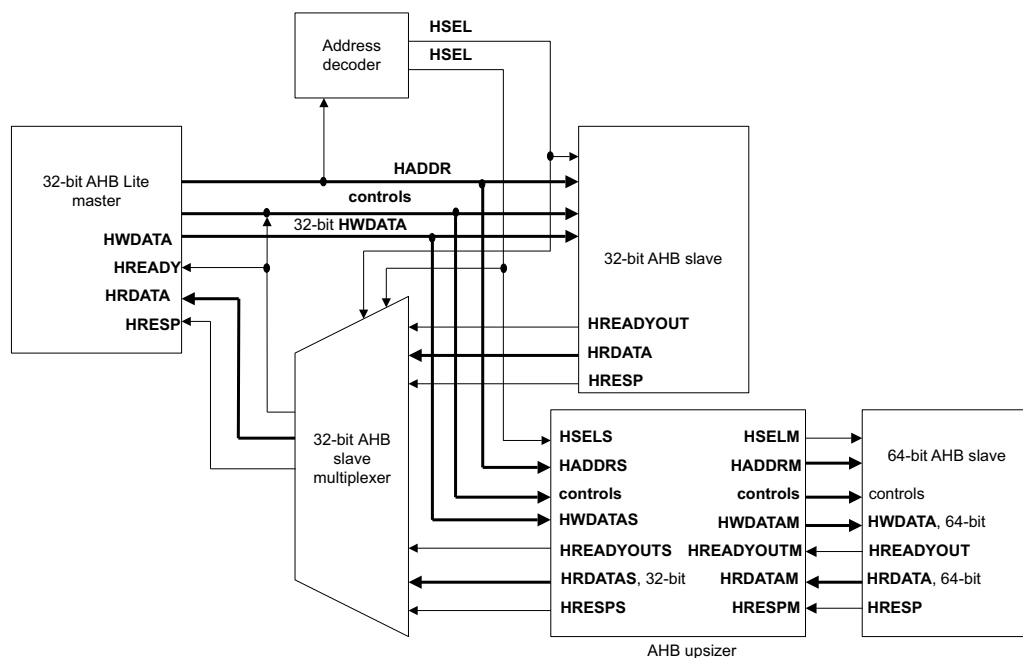 HSEL
HSEL
Address
decoder
32-bit AHB Lite
master
HWDATA
HREADY
HRDATA
HRESP
HADDR
controls
32-bit HWDATA
32-bit AHB slave
HREADYOUT
HRDATA
HRESP
32-bit AHB
slave
multiplexer
HSELS
HADDRS
controls
HWDATAS
HREADYOUTS
HRDATAS, 32-bit
HRESPS
HSELM
HADDRM
controls
HWDATAM
HREADYOUTM
HRDATAM
HRESPM
AHB upsizer
64-bit AHB slave
controls
HWDATA, 64-bit
HREADYOUT
HRDATA, 64-bit
HRESP